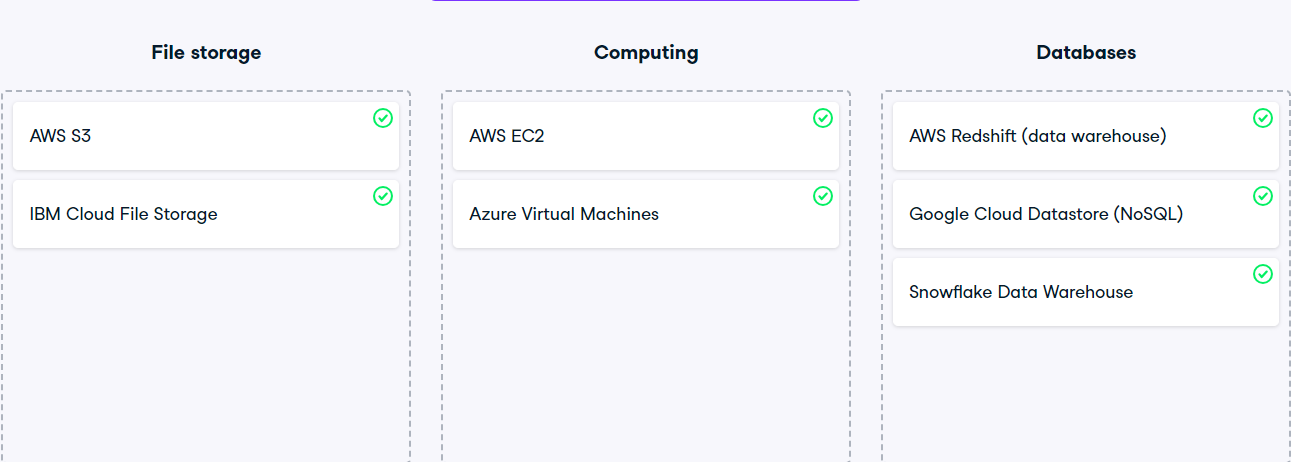 File storage
AWS S3
IBM Cloud File Storage
Computing
AWS EC2
Azure Virtual Machines
Databases
AWS Redshift (data warehouse)
Google Cloud Datastore (NoSQL)
Snowflake Data Warehouse